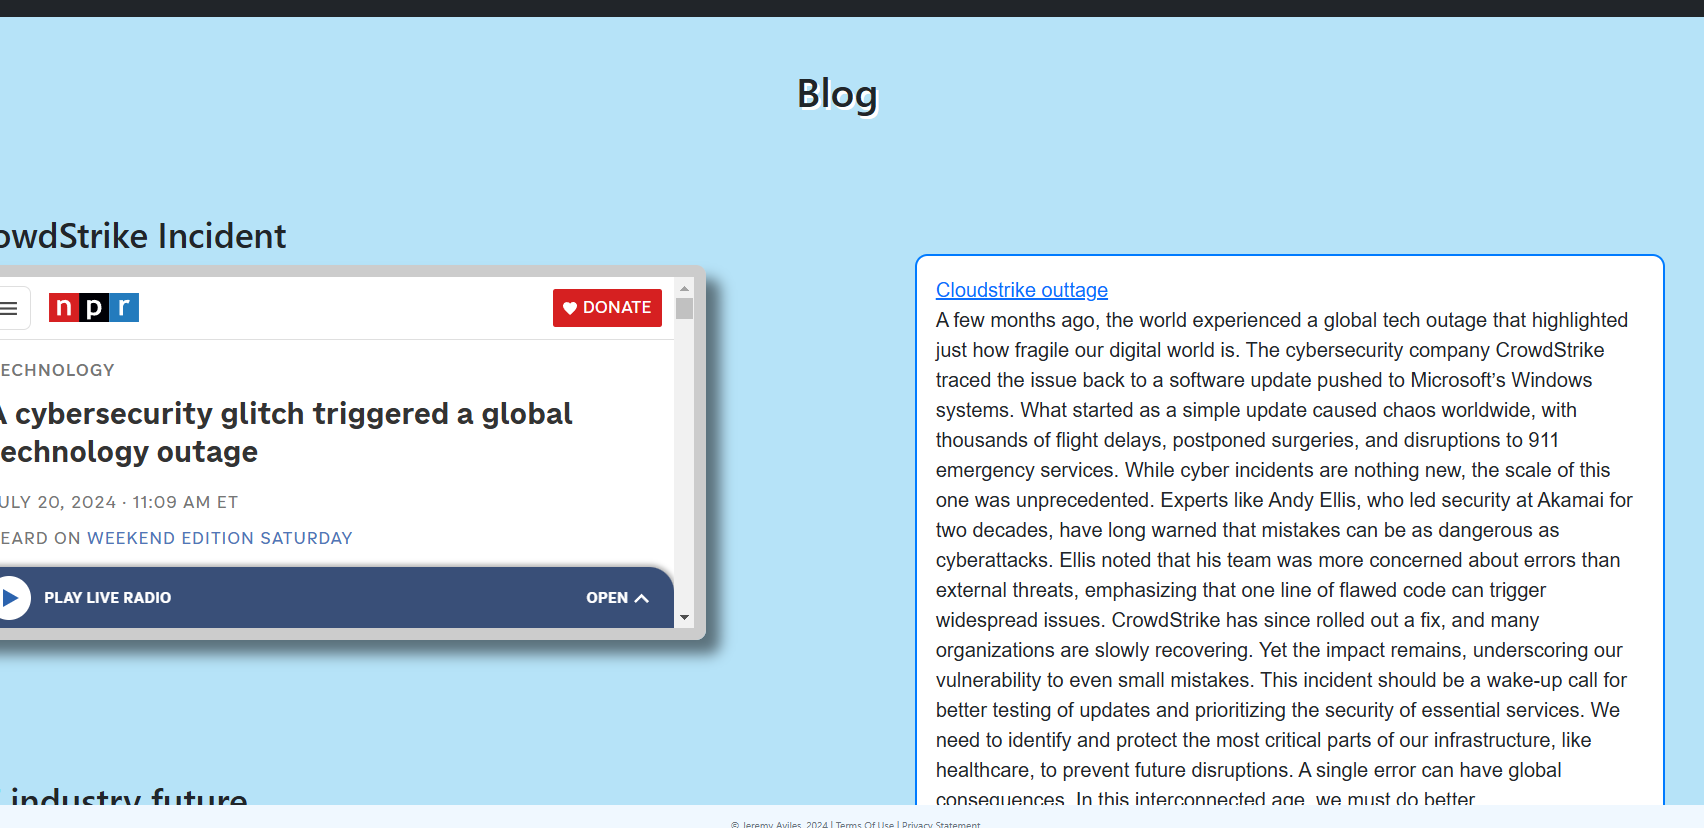 Blog
owdStrike Incident
npr
DONATE
ECHNOLOGY
A cybersecurity glitch triggered a global
echnology outage
ULY 20, 2024 · 11:09 AM ET
EARD ON WEEKEND EDITION SATURDAY
PLAY LIVE RADIO
OPEN
industry future
Cloudstrike outtage
A few months ago, the world experienced a global tech outage that highlighted
just how fragile our digital world is. The cybersecurity company CrowdStrike
traced the issue back to a software update pushed to Microsoft’s Windows
systems. What started as a simple update caused chaos worldwide, with
thousands of flight delays, postponed surgeries, and disruptions to 911
emergency services. While cyber incidents are nothing new, the scale of this
one was unprecedented. Experts like Andy Ellis, who led security at Akamai for
two decades, have long warned that mistakes can be as dangerous as
cyberattacks. Ellis noted that his team was more concerned about errors than
external threats, emphasizing that one line of flawed code can trigger
widespread issues. CrowdStrike has since rolled out a fix, and many
organizations are slowly recovering. Yet the impact remains, underscoring our
vulnerability to even small mistakes. This incident should be a wake-up call for
better testing of updates and prioritizing the security of essential services. We
need to identify and protect the most critical parts of our infrastructure, like
healthcare, to prevent future disruptions. A single error can have global
consequences. In this interconnected age, we must do better.
© Jeremy Aviles, 2024 | Terms Of Use | Privacy Statement